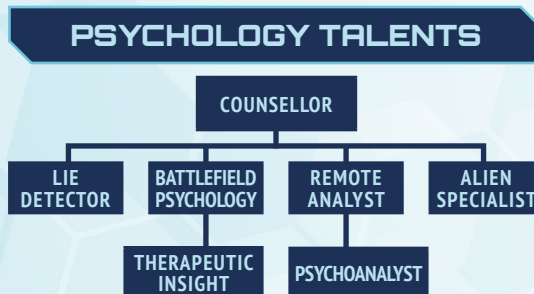 PSYCHOLOGY TALENTS
COUNSELLOR
LIE
DETECTOR
BATTLEFIELD
PSYCHOLOGY
REMOTE
ANALYST
ALIEN
SPECIALIST
THERAPEUTIC
INSIGHT
PSYCHOANALYST